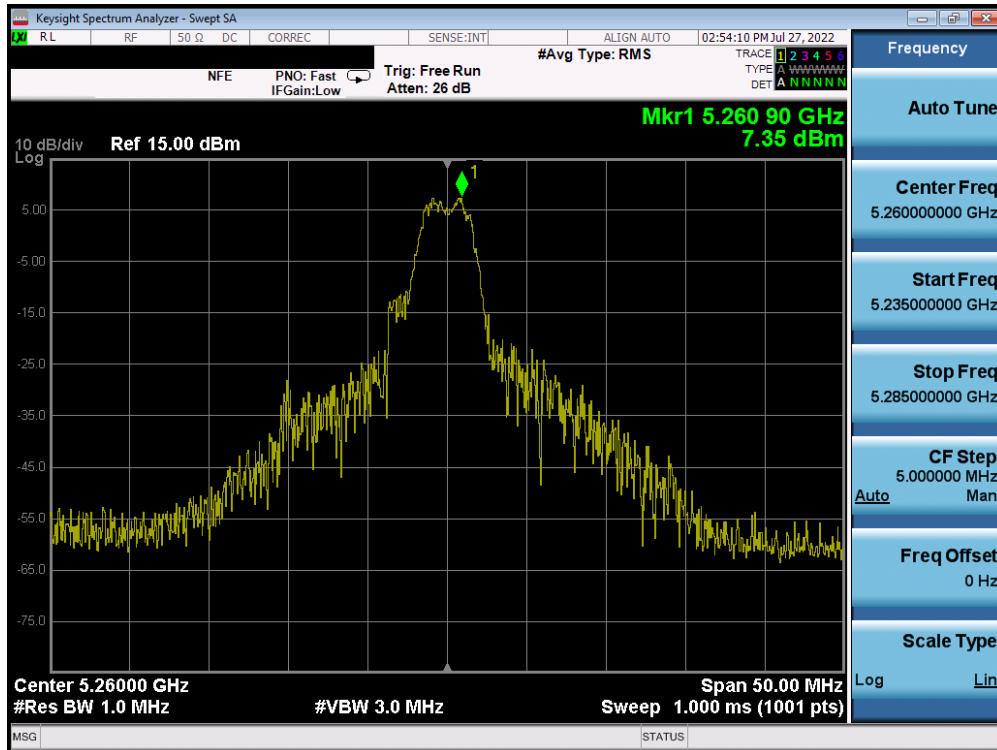 Keysight Spectrum Analyzer - Swept SA
LXI RL RF 50 Ω DC CORREC SENSE:INT ALIGN AUTO 02:54:10 PM Jul 27, 2022
Frequency
#Avg Type: RMS TRACE 1 2 3 4 5 6
NFE PNO: Fast Trig: Free Run TYPE A WWWWW
IFGain:Low Atten: 26 dB DET A N N N N N
Auto Tune
Mkr1 5.260 90 GHz
7.35 dBm
10 dB/div Ref 15.00 dBm
Log
1
5.00
-5.00
-15.0
-25.0
-35.0
-45.0
-55.0
-65.0
-75.0
Center Freq
5.260000000 GHz
Start Freq
5.235000000 GHz
Stop Freq
5.285000000 GHz
CF Step
5.000000 MHz
Auto Man
Freq Offset
0 Hz
Scale Type
Log Lin
Center 5.26000 GHz Span 50.00 MHz
#Res BW 1.0 MHz #VBW 3.0 MHz Sweep 1.000 ms (1001 pts)
MSG STATUS